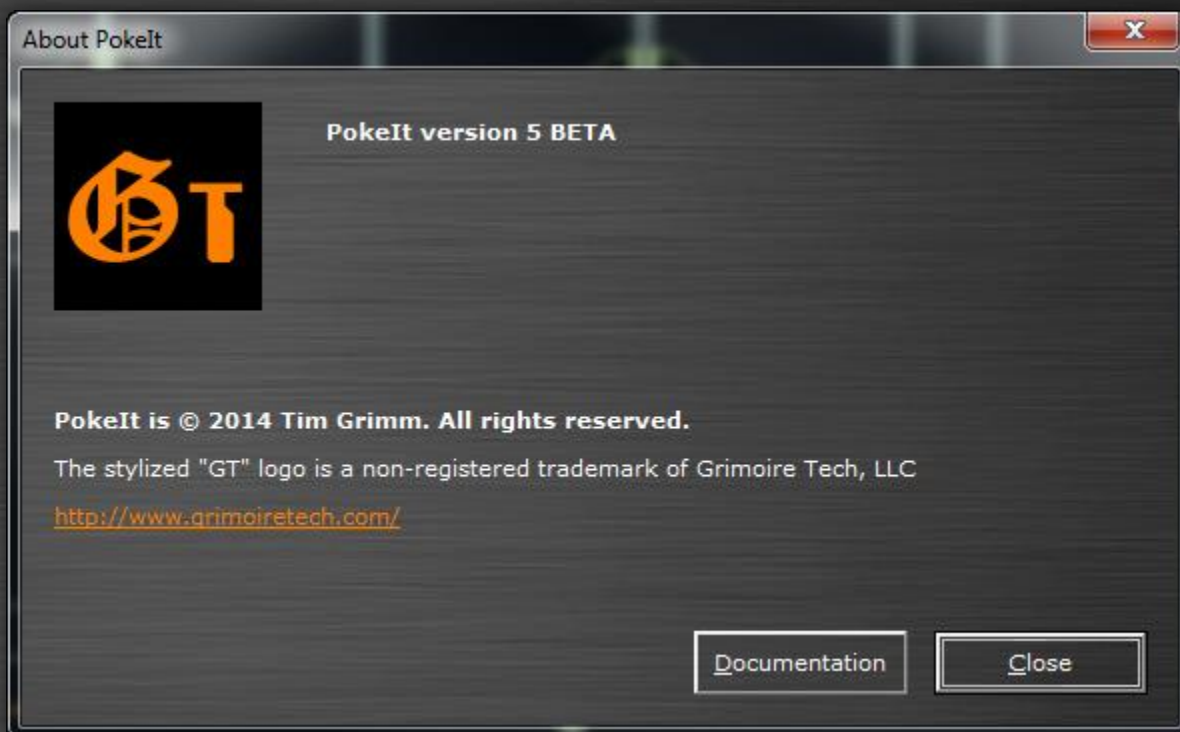 About PokeIt
GT
PokeIt version 5 BETA
PokeIt is © 2014 Tim Grimm. All rights reserved.
The stylized "GT" logo is a non-registered trademark of Grimoire Tech, LLC
http://www.grimoiretech.com/
Documentation
Close